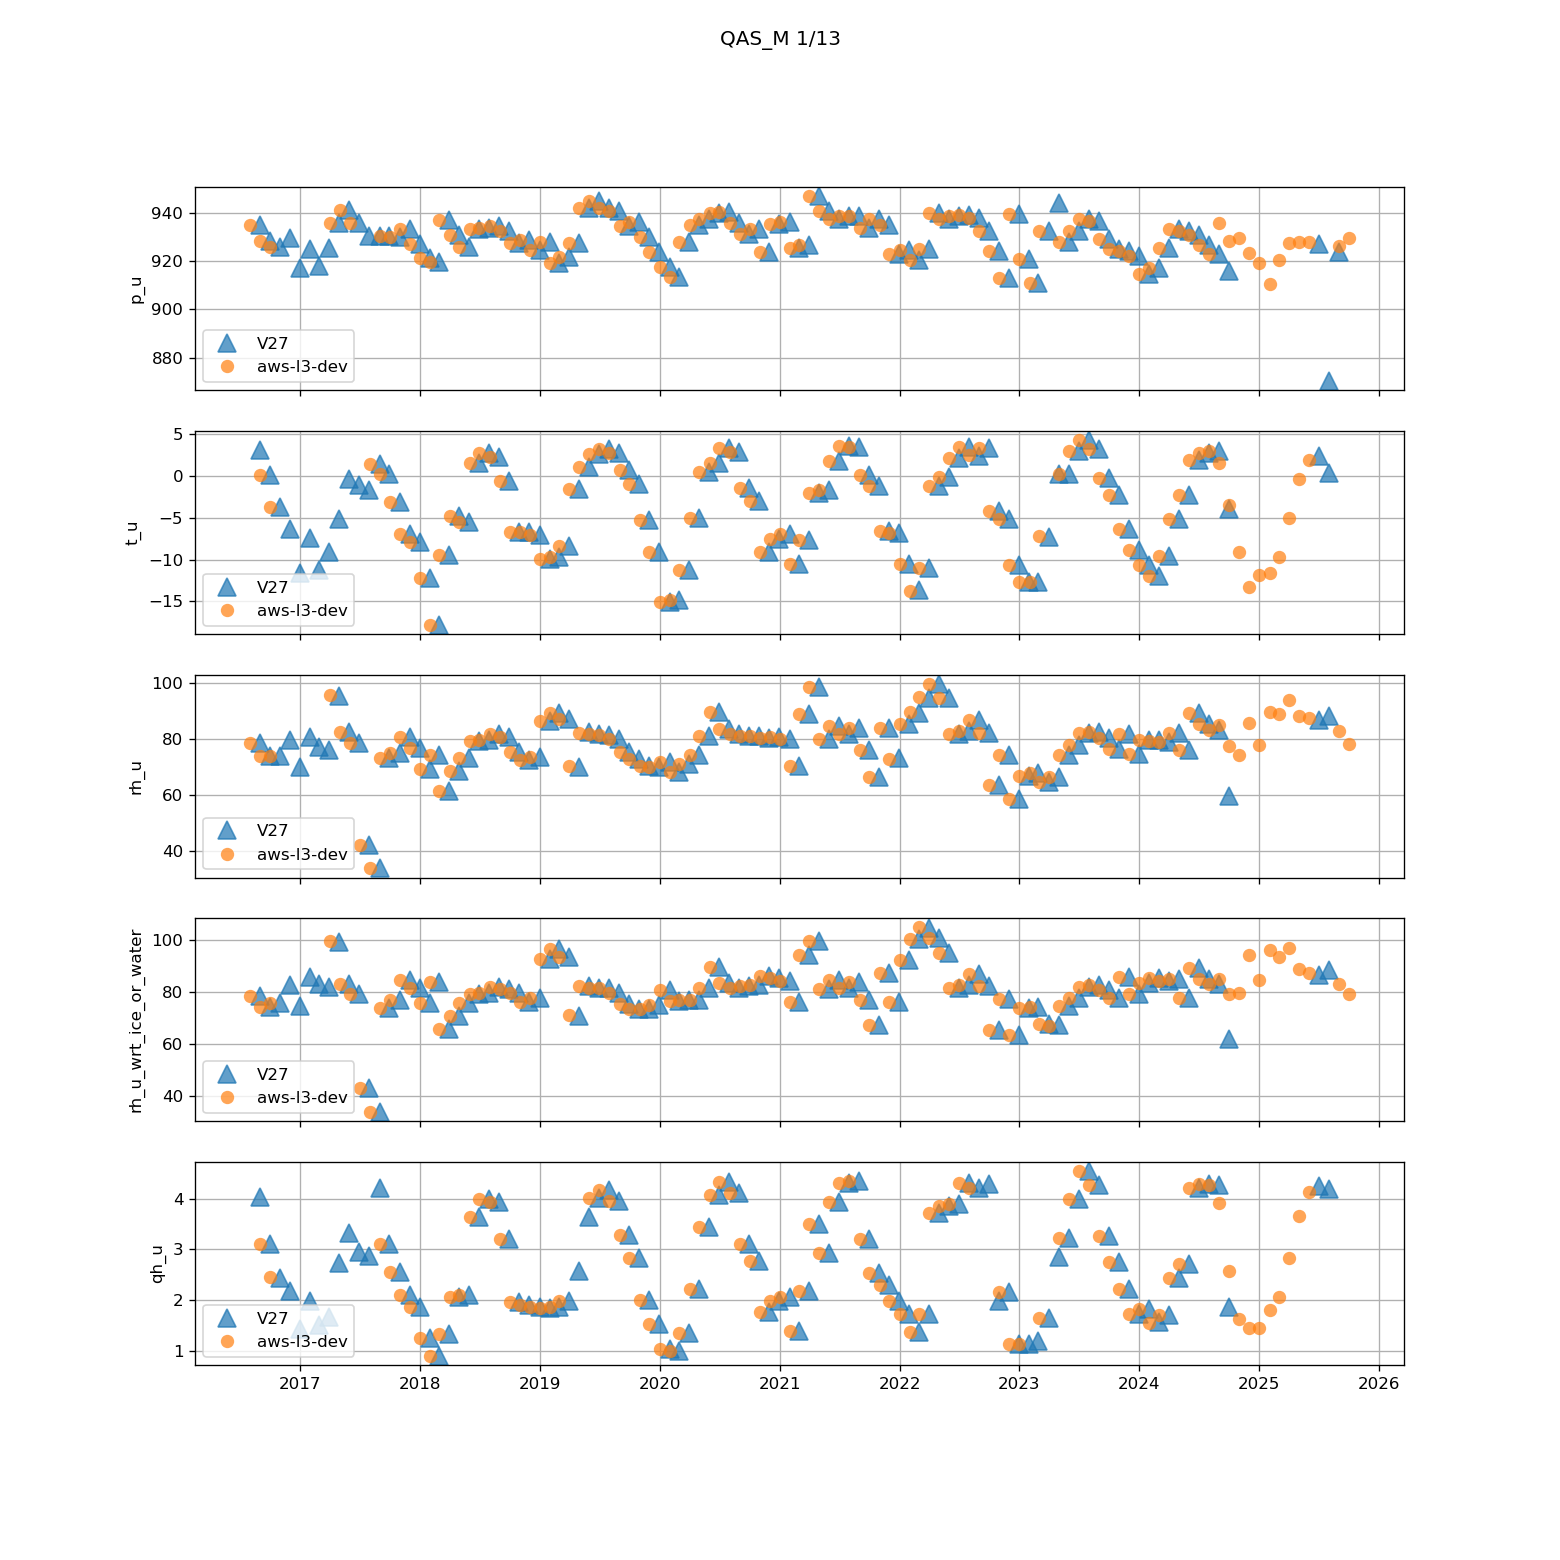 QAS_M 1/13
940
920
900
880
p_u
V27
aws-l3-dev
5
0
−5
−10
−15
t_u
V27
aws-l3-dev
100
80
60
40
rh_u
V27
aws-l3-dev
100
80
60
40
rh_u_wrt_ice_or_water
V27
aws-l3-dev
4
3
2
1
qh_u
V27
aws-l3-dev
2017 2018 2019 2020 2021 2022 2023 2024 2025 2026